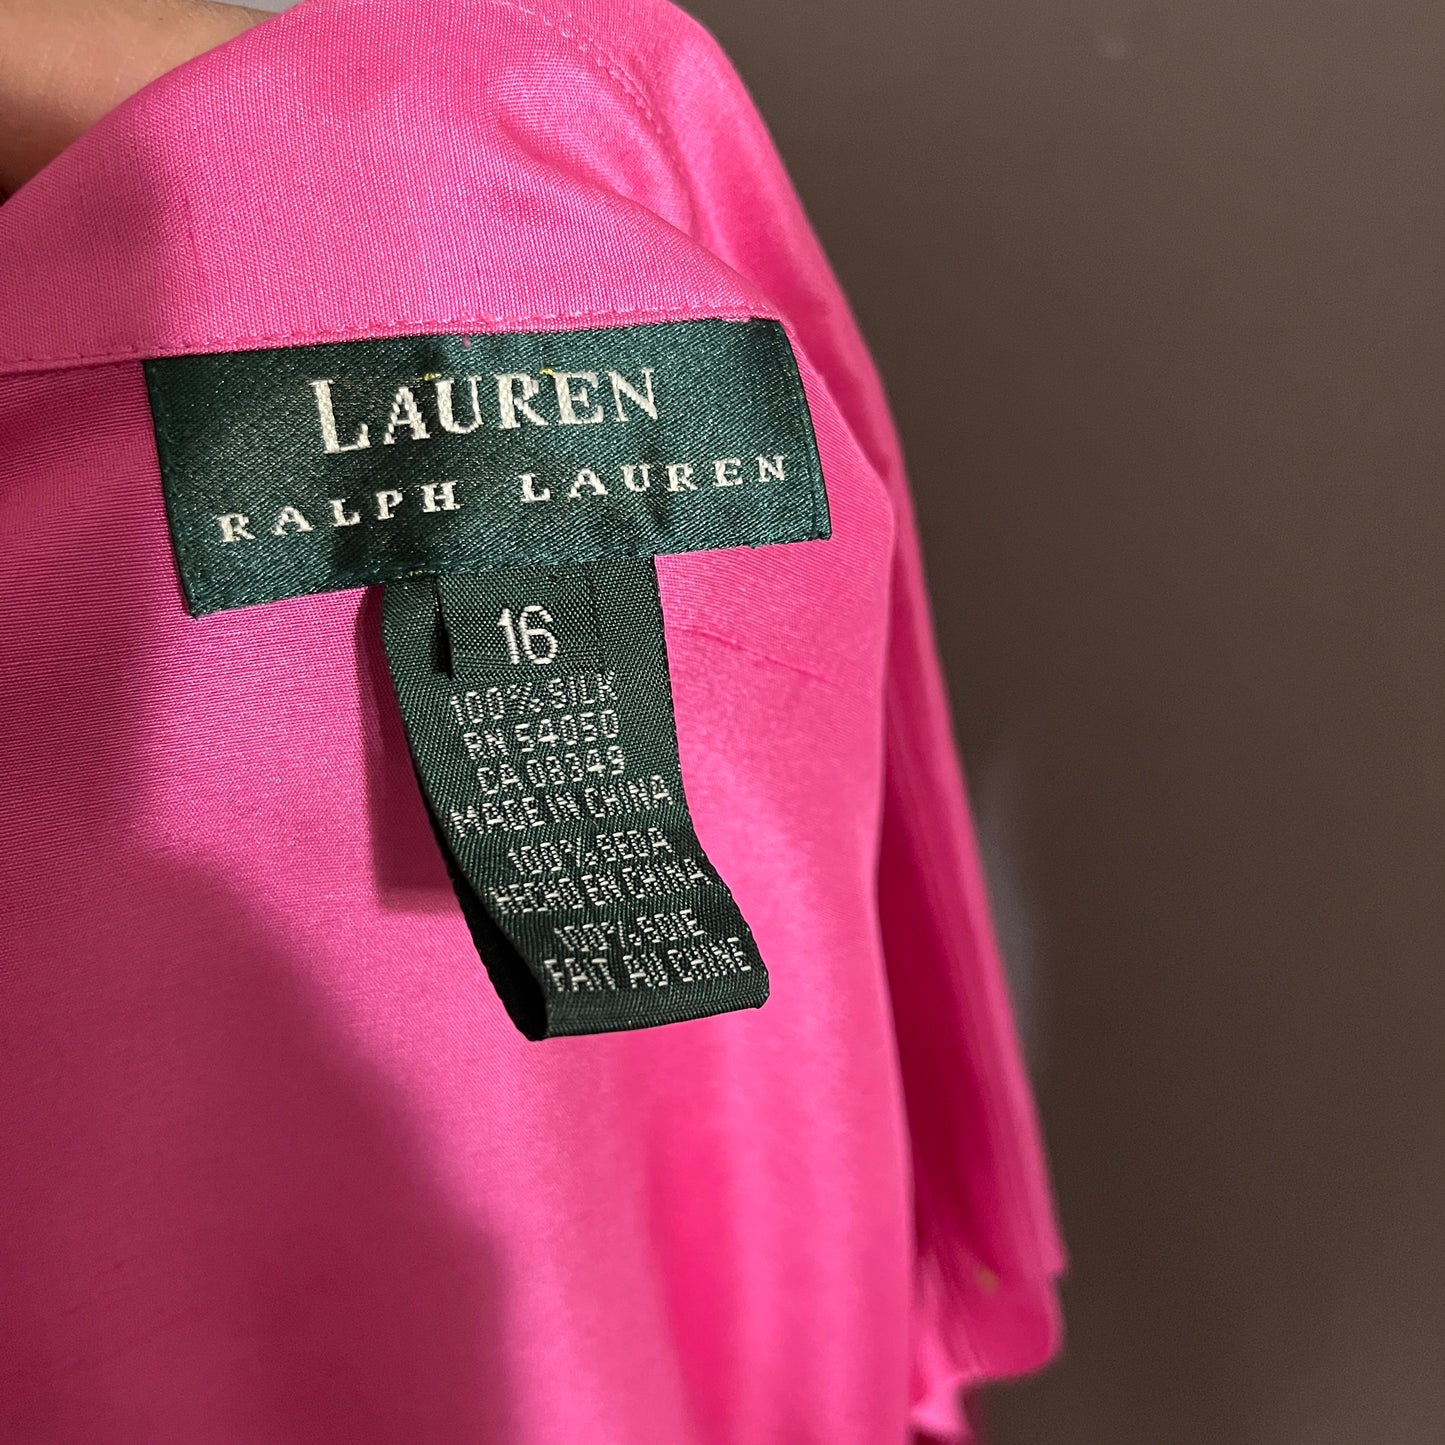 LAUREN
RALPH LAUREN
16
100% SILK
RN 54050
CA 08349
MADE IN CHINA
100% SEDA
HECHO EN CHINA
100% SOIE
FAIT AU CHINE